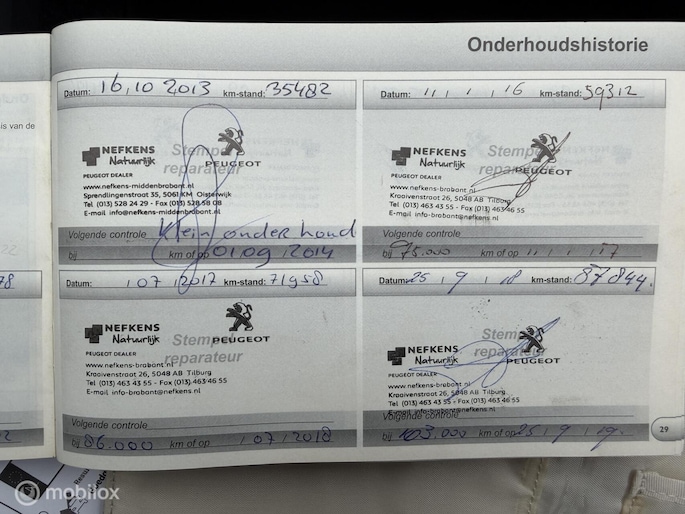 Onderhoudshistorie
is van de
Datum: 16,10 2013 km-stand: 35482
NEFKENS
Natuurlijk
Stempel
reparateur
PEUGEOT
PEUGEOT DEALER
www.nefkens-middenbrabant.nl
Sprendlingenstraat 35, 5061 KM Oisterwijk
Tel (013) 528 24 29 - Fax (013) 528 58 08
E-mail info@nefkens-middenbrabant.nl
Volgende controle klein onder houd
bij km of op 01.09 2014
Datum: 11 / 1 / 16 km-stand: 59312
NEFKENS
Natuurlijk
Stempel
reparateur
PEUGEOT
PEUGEOT DEALER
www.nefkens-brabant.nl
Kraaivenstraat 26, 5048 AB Tilburg
Tel (013) 463 43 55 - Fax (013) 463 46 55
E-mail info-brabant@nefkens.nl
Volgende controle
bij 75.000 km of op 11 / 1 / 17
78
Datum: / 07 / 2017 km-stand: 71958
NEFKENS
Natuurlijk
Stempel
reparateur
PEUGEOT
PEUGEOT DEALER
www.nefkens-brabant.nl
Kraaivenstraat 26, 5048 AB Tilburg
Tel (013) 463 43 55 - Fax (013) 463 46 55
E-mail info-brabant@nefkens.nl
Volgende controle
bij 86.000 km of op / 07 / 2018
Datum: 25 / 9 / 18 km-stand: 87844.
NEFKENS
Natuurlijk
Stempel
reparateur
PEUGEOT
PEUGEOT DEALER
www.nefkens-brabant.nl
Kraaivenstraat 26, 5048 AB Tilburg
Tel (013) 463 43 55 - Fax (013) 463 46 55
E-mail info-brabant@nefkens.nl
Volgende controle
bij 103.000 km of op 25 / 9 / 19.
29
© mobilox